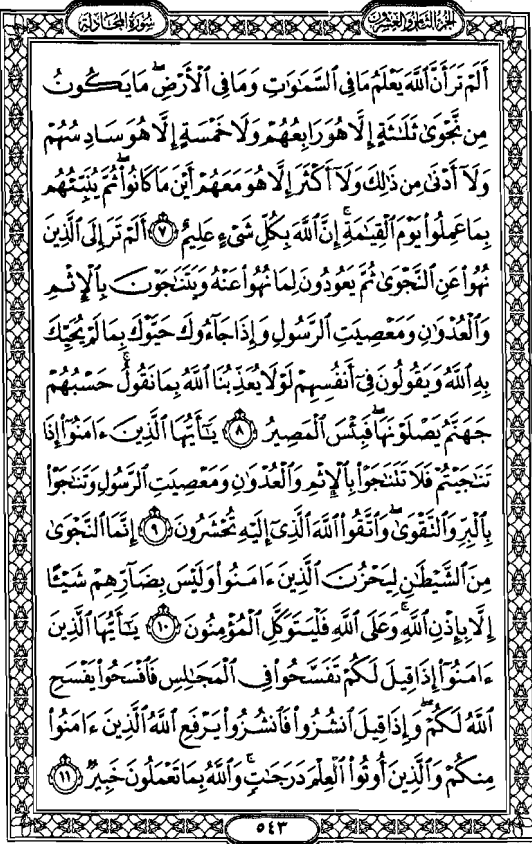 سورة المجادلة
الجزء الثامن والعشرون
أَلَمْ تَرَ أَنَّ ٱللَّهَ يَعْلَمُ مَا فِى ٱلسَّمَٰوَٰتِ وَمَا فِى ٱلْأَرْضِ ۖ مَا يَكُونُ
مِن نَّجْوَىٰ ثَلَٰثَةٍ إِلَّا هُوَ رَابِعُهُمْ وَلَا خَمْسَةٍ إِلَّا هُوَ سَادِسُهُمْ
وَلَآ أَدْنَىٰ مِن ذَٰلِكَ وَلَآ أَكْثَرَ إِلَّا هُوَ مَعَهُمْ أَيْنَ مَا كَانُوا۟ ۖ ثُمَّ يُنَبِّئُهُم
بِمَا عَمِلُوا۟ يَوْمَ ٱلْقِيَٰمَةِ ۚ إِنَّ ٱللَّهَ بِكُلِّ شَىْءٍ عَلِيمٌ ٧ أَلَمْ تَرَ إِلَى ٱلَّذِينَ
نُهُوا۟ عَنِ ٱلنَّجْوَىٰ ثُمَّ يَعُودُونَ لِمَا نُهُوا۟ عَنْهُ وَيَتَنَٰجَوْنَ بِٱلْإِثْمِ
وَٱلْعُدْوَٰنِ وَمَعْصِيَتِ ٱلرَّسُولِ وَإِذَا جَآءُوكَ حَيَّوْكَ بِمَا لَمْ يُحَيِّكَ
بِهِ ٱللَّهُ وَيَقُولُونَ فِىٓ أَنفُسِهِمْ لَوْلَا يُعَذِّبُنَا ٱللَّهُ بِمَا نَقُولُ ۚ حَسْبُهُمْ
جَهَنَّمُ يَصْلَوْنَهَا ۖ فَبِئْسَ ٱلْمَصِيرُ ٨ يَٰٓأَيُّهَا ٱلَّذِينَ ءَامَنُوٓا۟ إِذَا
تَنَٰجَيْتُمْ فَلَا تَتَنَٰجَوْا۟ بِٱلْإِثْمِ وَٱلْعُدْوَٰنِ وَمَعْصِيَتِ ٱلرَّسُولِ وَتَنَٰجَوْا۟
بِٱلْبِرِّ وَٱلتَّقْوَىٰ ۖ وَٱتَّقُوا۟ ٱللَّهَ ٱلَّذِىٓ إِلَيْهِ تُحْشَرُونَ ٩ إِنَّمَا ٱلنَّجْوَىٰ
مِنَ ٱلشَّيْطَٰنِ لِيَحْزُنَ ٱلَّذِينَ ءَامَنُوا۟ وَلَيْسَ بِضَآرِّهِمْ شَيْـًٔا
إِلَّا بِإِذْنِ ٱللَّهِ ۚ وَعَلَى ٱللَّهِ فَلْيَتَوَكَّلِ ٱلْمُؤْمِنُونَ ١٠ يَٰٓأَيُّهَا ٱلَّذِينَ
ءَامَنُوٓا۟ إِذَا قِيلَ لَكُمْ تَفَسَّحُوا۟ فِى ٱلْمَجَٰلِسِ فَٱفْسَحُوا۟ يَفْسَحِ
ٱللَّهُ لَكُمْ ۖ وَإِذَا قِيلَ ٱنشُزُوا۟ فَٱنشُزُوا۟ يَرْفَعِ ٱللَّهُ ٱلَّذِينَ ءَامَنُوا۟
مِنكُمْ وَٱلَّذِينَ أُوتُوا۟ ٱلْعِلْمَ دَرَجَٰتٍ ۚ وَٱللَّهُ بِمَا تَعْمَلُونَ خَبِيرٌ ١١
٥٤٣